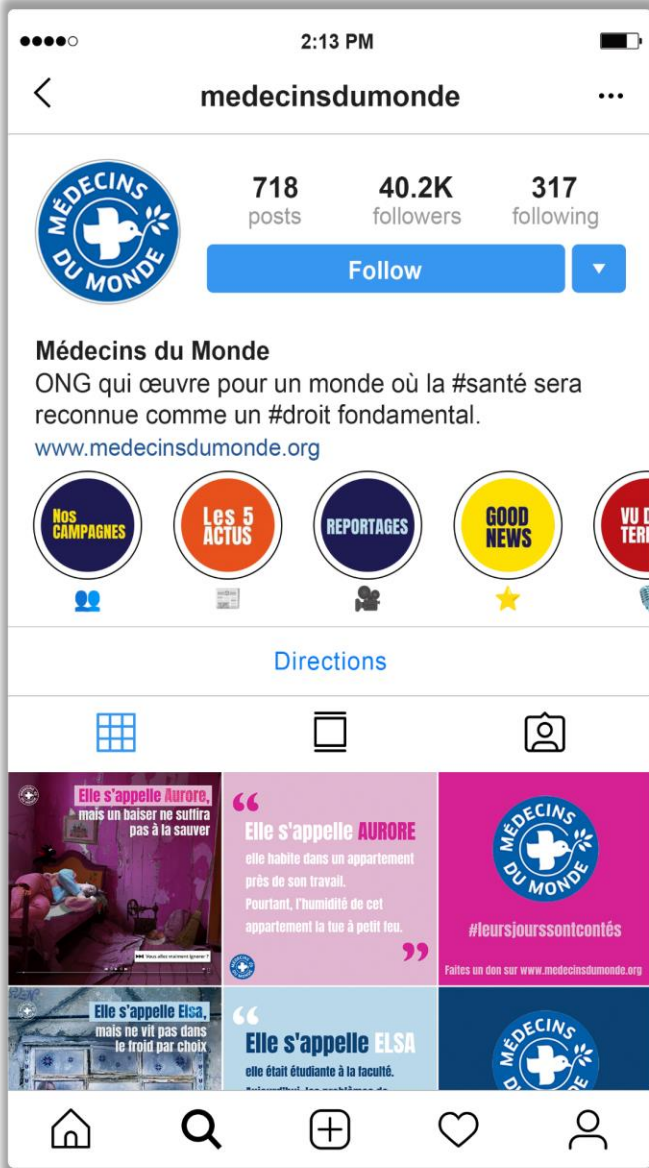 2:13 PM
medecinsdumonde
MÉDECINS DU MONDE
718
posts
40.2K
followers
317
following
Follow
Médecins du Monde
ONG qui œuvre pour un monde où la #santé sera
reconnue comme un #droit fondamental.
www.medecinsdumonde.org
Nos
CAMPAGNES
Les 5
ACTUS
REPORTAGES
GOOD
NEWS
VU D
Directions
Elle s'appelle Aurore,
mais un baiser ne suffira
pas à la sauver
Vous allez vraiment ignorer ?
“
Elle s'appelle AURORE
elle habite dans un appartement
près de son travail.
Pourtant, l'humidité de cet
appartement la tue à petit feu.
”
MÉDECINS DU MONDE
#leursjourssontcontés
Faites un don sur www.medecinsdumonde.org
Elle s'appelle Elsa,
mais ne vit pas dans
le froid par choix
“
Elle s'appelle ELSA
elle était étudiante à la faculté.
MÉDECINS